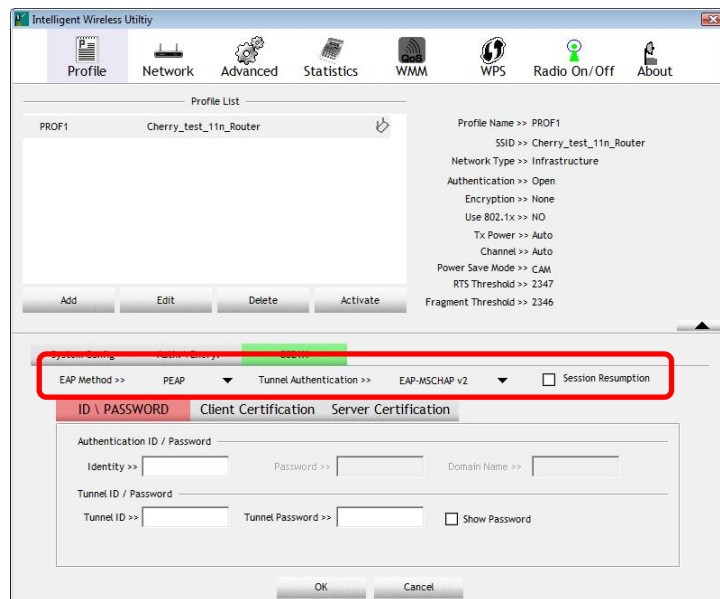 Intelligent Wireless Utiltiy
Profile Network Advanced Statistics WMM WPS Radio On/Off About
QoS
Profile List
PROF1 Cherry_test_11n_Router
Profile Name >> PROF1
SSID >> Cherry_test_11n_Router
Network Type >> Infrastructure
Authentication >> Open
Encryption >> None
Use 802.1x >> NO
Tx Power >> Auto
Channel >> Auto
Power Save Mode >> CAM
RTS Threshold >> 2347
Fragment Threshold >> 2346
Add Edit Delete Activate
System Config
EAP Method >> PEAP Tunnel Authentication >> EAP-MSCHAP v2 Session Resumption
ID \ PASSWORD Client Certification Server Certification
Authentication ID / Password
Identity >> Password >> Domain Name >>
Tunnel ID / Password
Tunnel ID >> Tunnel Password >> Show Password
OK Cancel